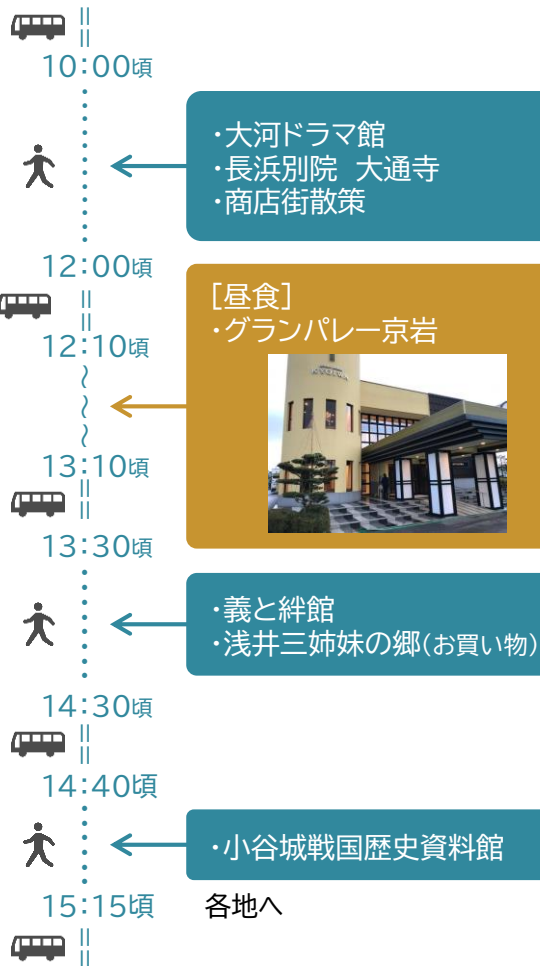 10:00頃
・大河ドラマ館
・長浜別院 大通寺
・商店街散策
12:00頃
[昼食]
・グランパレー京岩
12:10頃
13:10頃
13:30頃
・義と絆館
・浅井三姉妹の郷(お買い物)
14:30頃
14:40頃
・小谷城戦国歴史資料館
15:15頃 各地へ